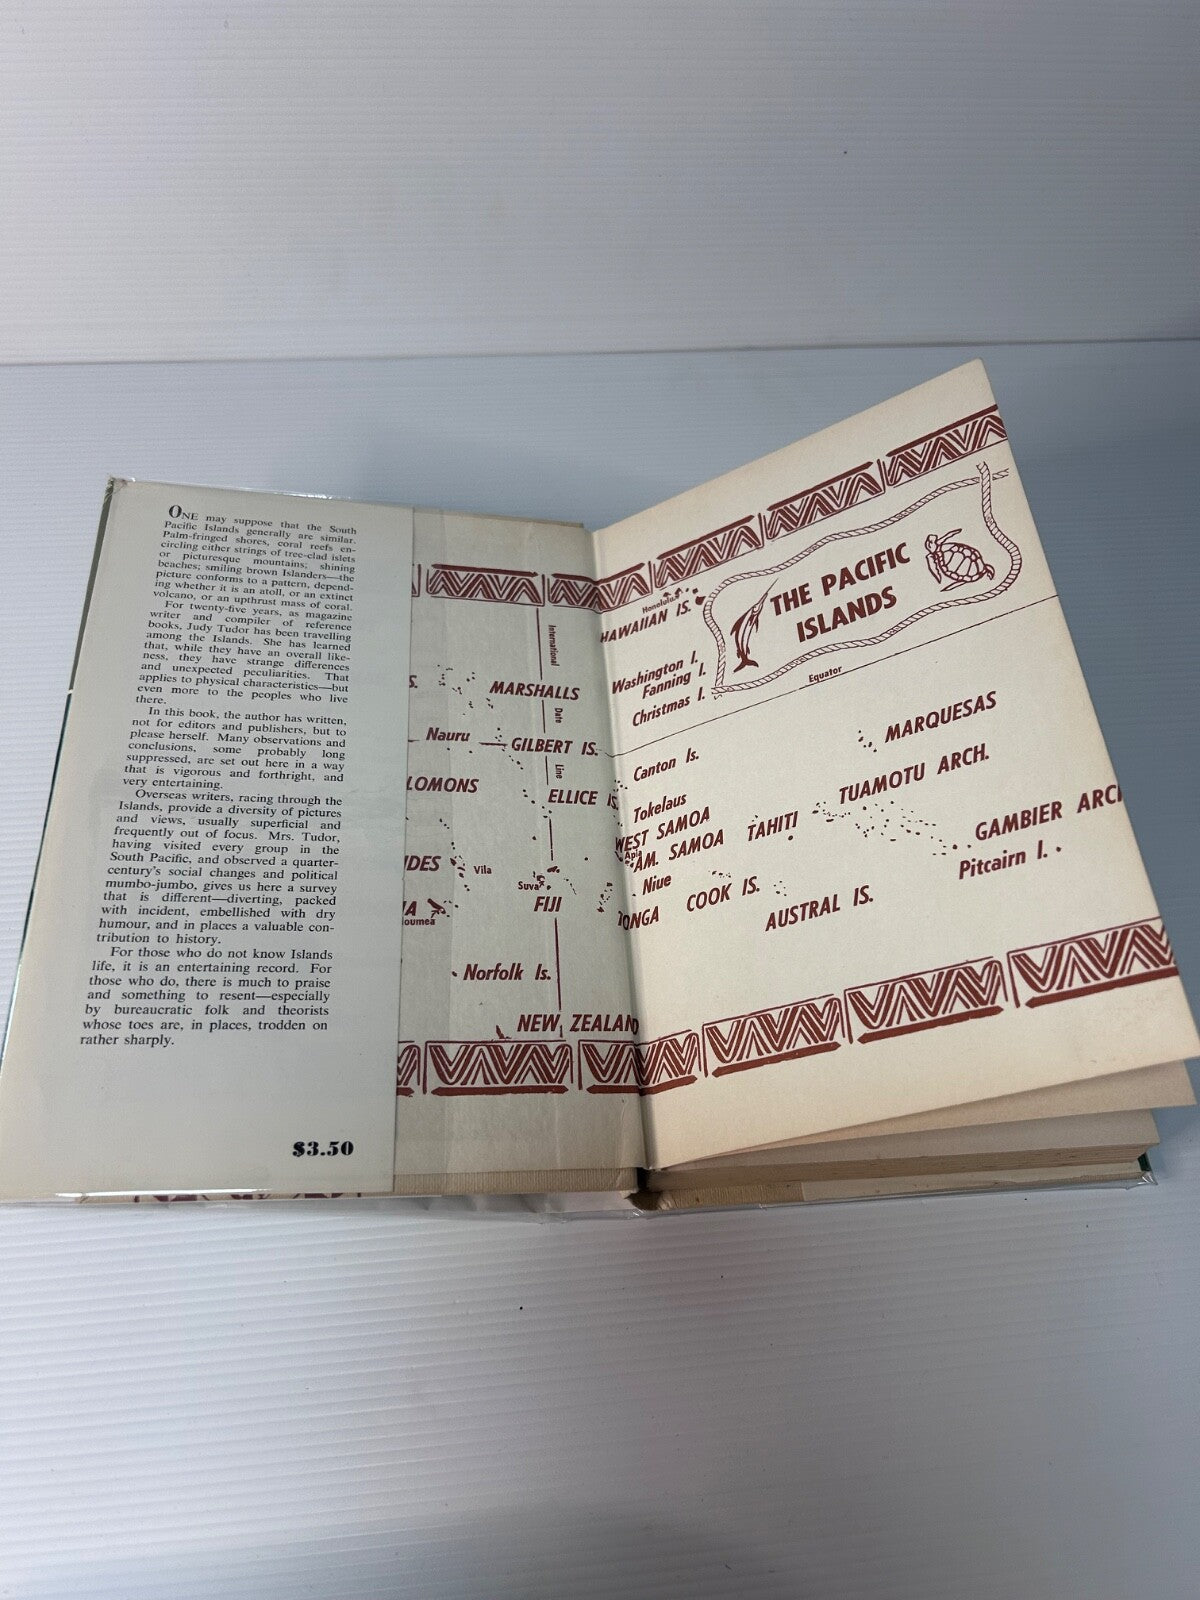 ONE may suppose that the South
Pacific Islands generally are similar.
Palm-fringed shores, coral reefs en-
circling either strings of tree-clad islets
or picturesque mountains; shining
beaches; smiling brown Islanders—the
picture conforms to a pattern, depend-
ing whether it is an atoll, or an extinct
volcano, or an upthrust mass of coral.
For twenty-five years, as magazine
writer and compiler of reference
books, Judy Tudor has been travelling
among the Islands. She has learned
that, while they have an overall like-
ness, they have strange differences
and unexpected peculiarities. That
applies to physical characteristics—but
even more to the peoples who live
there.
In this book, the author has written,
not for editors and publishers, but to
please herself. Many observations and
conclusions, some probably long
suppressed, are set out here in a way
that is vigorous and forthright, and
very entertaining.
Overseas writers, racing through the
Islands, provide a diversity of pictures
and views, usually superficial and
frequently out of focus. Mrs. Tudor,
having visited every group in the
South Pacific, and observed a quarter-
century's social changes and political
mumbo-jumbo, gives us here a survey
that is different—diverting, packed
with incident, embellished with dry
humour, and in places a valuable con-
tribution to history.
For those who do not know Islands
life, it is an entertaining record. For
those who do, there is much to praise
and something to resent—especially
by bureaucratic folk and theorists
whose toes are, in places, trodden on
rather sharply.
$3.50
International
Date
Line
S.
MARSHALLS
Nauru
GILBERT IS.
LOMONS
ELLICE IS.
IDES
Vila
Suva
FIJI
IA
loumea
Norfolk Is.
NEW ZEALAND
THE PACIFIC
ISLANDS
Honolulu
HAWAIIAN IS.
Washington I.
Fanning I.
Christmas I.
Equator
Canton Is.
MARQUESAS
Tokelaus
WEST SAMOA
Apia
AM. SAMOA
TAHITI
TUAMOTU ARCH.
GAMBIER ARCH
Pitcairn I.
Niue
TONGA
COOK IS.
AUSTRAL IS.